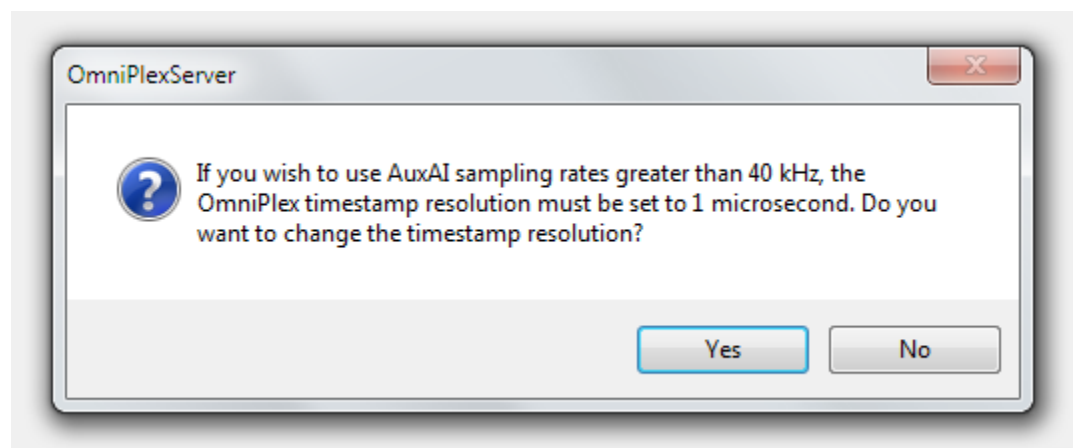 OmniPlexServer
If you wish to use AuxAI sampling rates greater than 40 kHz, the
OmniPlex timestamp resolution must be set to 1 microsecond. Do you
want to change the timestamp resolution?
Yes
No